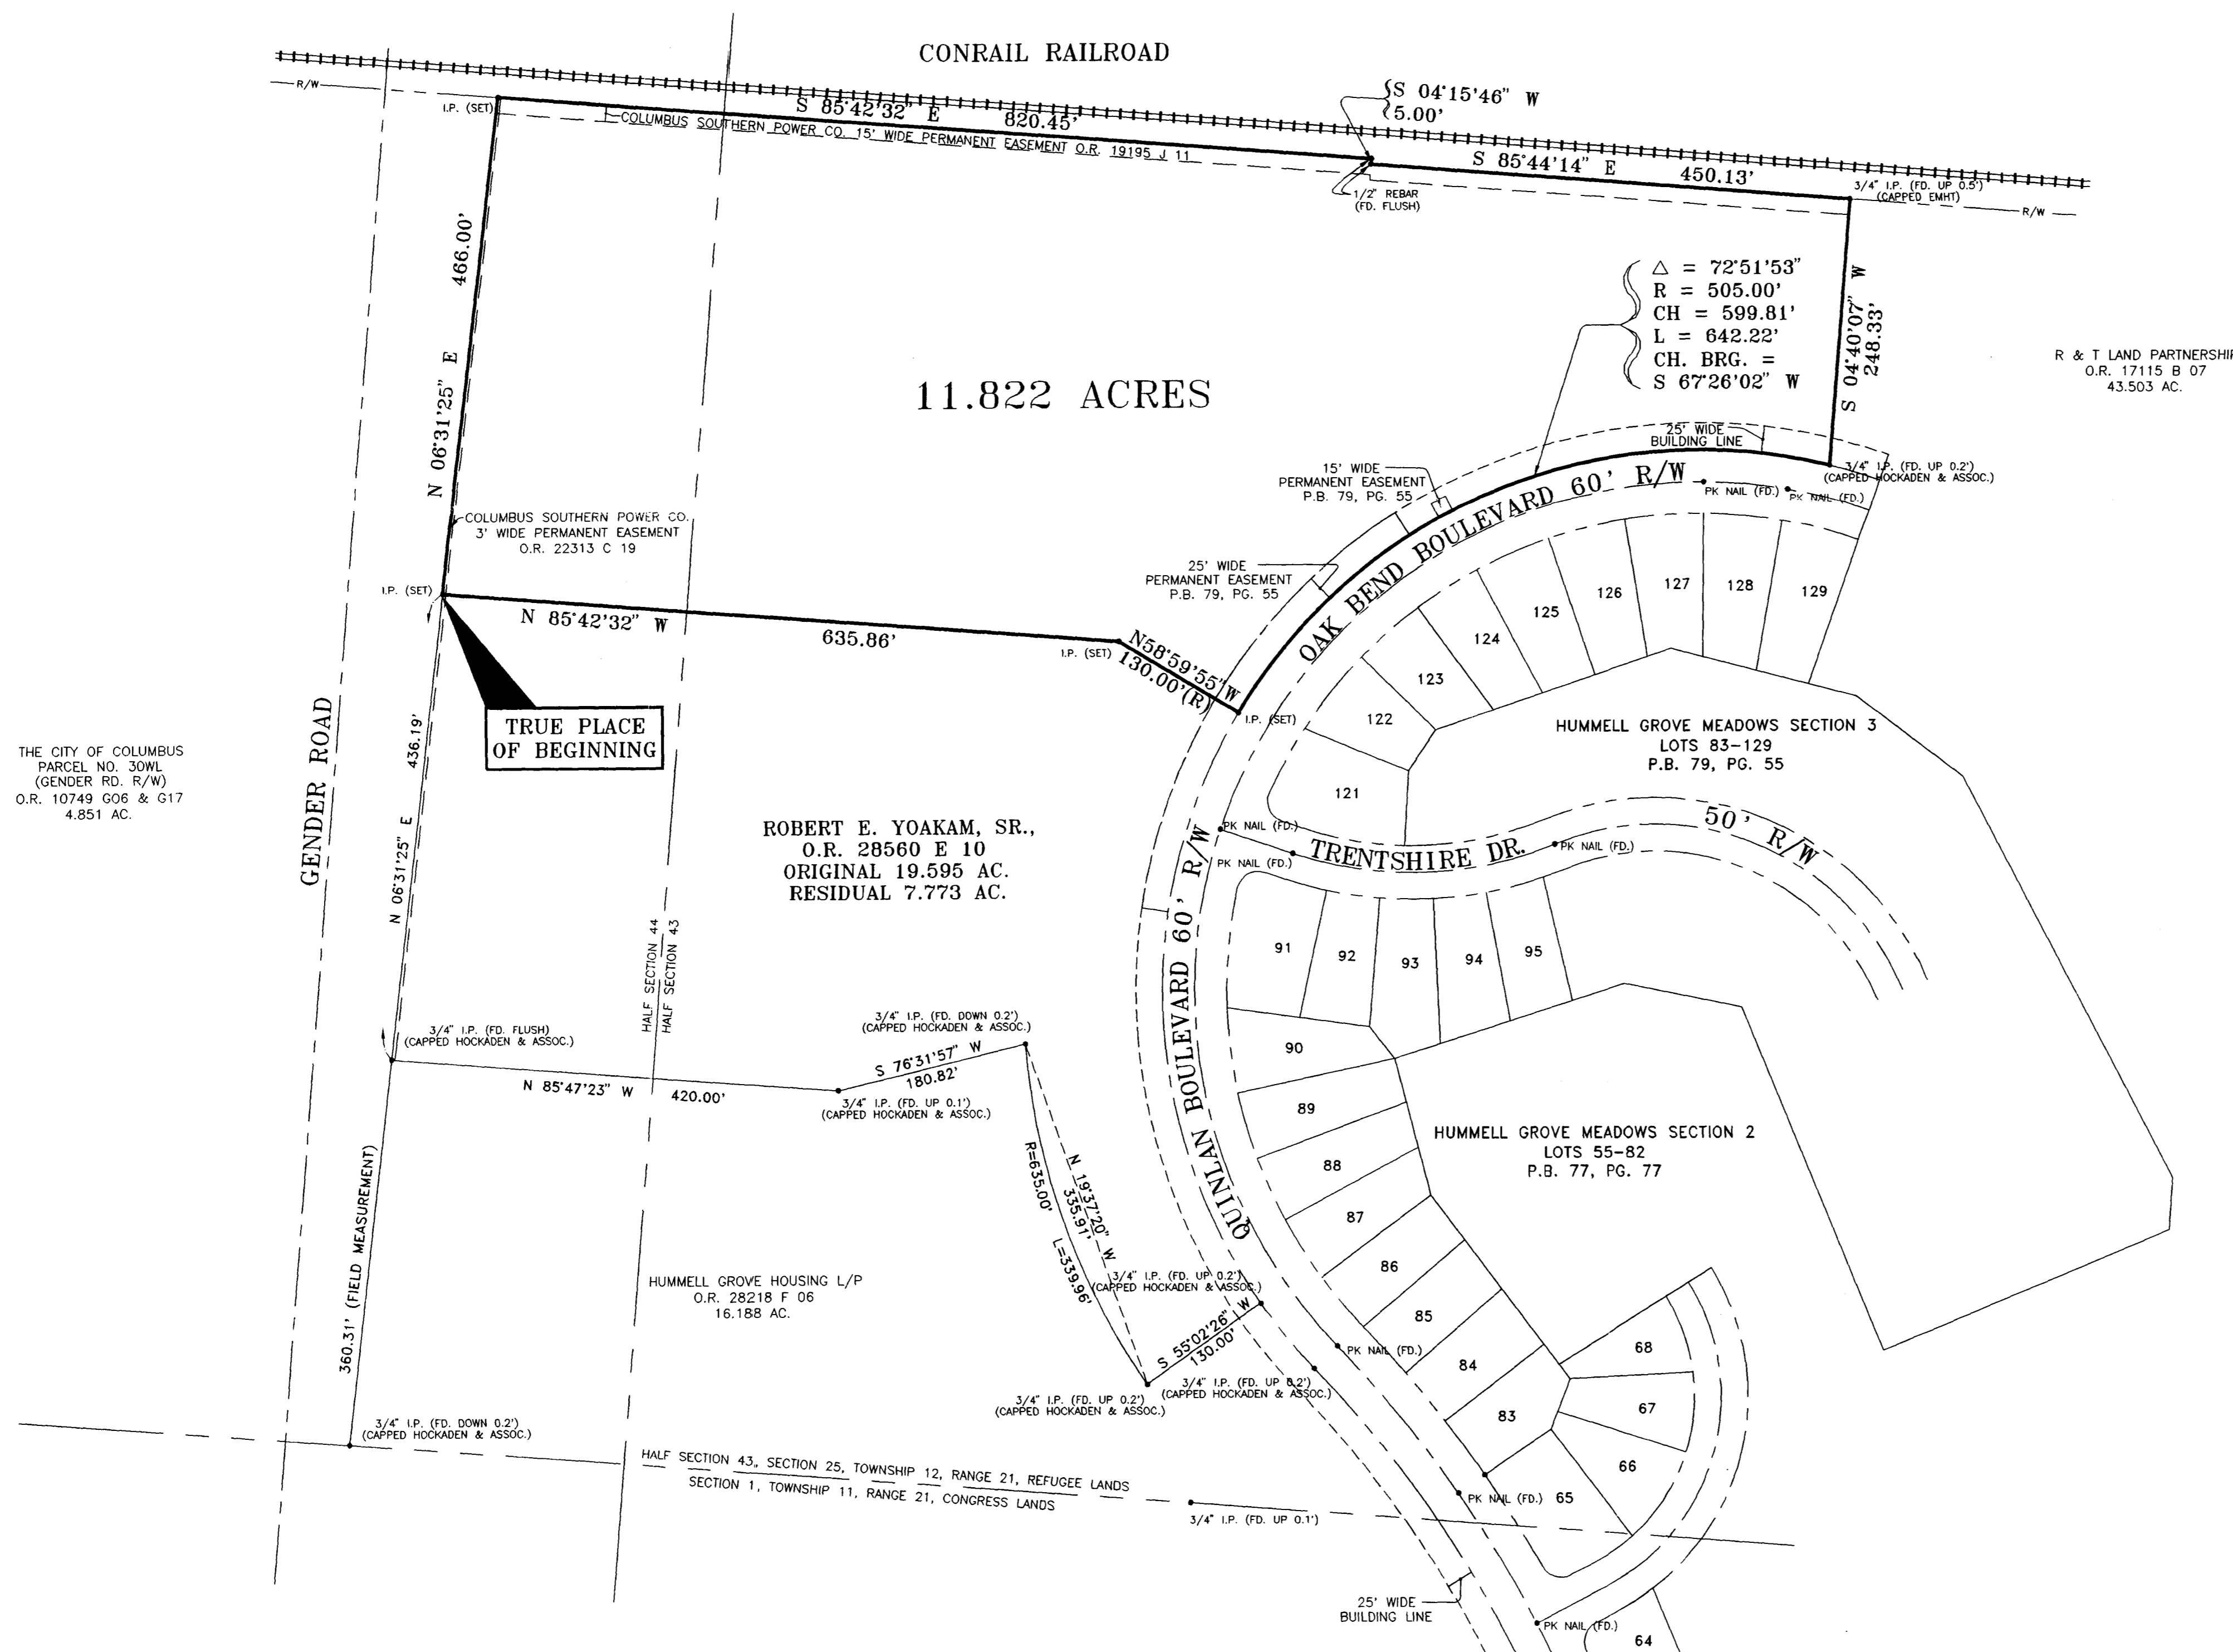 CONRAIL RAILROAD
R/W
I.P. (SET)
S 85°42'32" E 820.45'
COLUMBUS SOUTHERN POWER CO. 15' WIDE PERMANENT EASEMENT O.R. 19195 J 11
S 04°15'46" W
5.00'
S 85°44'14" E 450.13'
1/2" REBAR
(FD. FLUSH)
3/4" I.P. (FD. UP 0.5')
(CAPPED EMHT)
R/W
N 06°31'25" E 466.00'
11.822 ACRES
△ = 72°51'53"
R = 505.00'
CH = 599.81'
L = 642.22'
CH. BRG. =
S 67°26'02" W
S 04°40'07" W
248.33'
R & T LAND PARTNERSHI
O.R. 17115 B 07
43.503 AC.
25' WIDE
BUILDING LINE
3/4" I.P. (FD. UP 0.2')
(CAPPED HOCKADEN & ASSOC.)
15' WIDE
PERMANENT EASEMENT
P.B. 79, PG. 55
OAK BEND BOULEVARD 60' R/W
PK NAIL (FD.)
PK NAIL (FD.)
COLUMBUS SOUTHERN POWER CO.
3' WIDE PERMANENT EASEMENT
O.R. 22313 C 19
25' WIDE
PERMANENT EASEMENT
P.B. 79, PG. 55
I.P. (SET)
N 85°42'32" W 635.86'
I.P. (SET)
N58°59'55"W
130.00'(R)
I.P. (SET)
TRUE PLACE
OF BEGINNING
129
128
127
126
125
124
123
122
121
HUMMELL GROVE MEADOWS SECTION 3
LOTS 83-129
P.B. 79, PG. 55
THE CITY OF COLUMBUS
PARCEL NO. 30WL
(GENDER RD. R/W)
O.R. 10749 G06 & G17
4.851 AC.
GENDER ROAD
N 06°31'25" E 436.19'
ROBERT E. YOAKAM, SR.,
O.R. 28560 E 10
ORIGINAL 19.595 AC.
RESIDUAL 7.773 AC.
HALF SECTION 44
HALF SECTION 43
PK NAIL (FD.)
PK NAIL (FD.)
TRENTSHIRE DR.
PK NAIL (FD.)
50' R/W
QUINLAN BOULEVARD 60' R/W
91
92
93
94
95
90
89
88
87
86
85
84
83
3/4" I.P. (FD. FLUSH)
(CAPPED HOCKADEN & ASSOC.)
N 85°47'23" W 420.00'
3/4" I.P. (FD. DOWN 0.2')
(CAPPED HOCKADEN & ASSOC.)
S 76°31'57" W
180.82'
3/4" I.P. (FD. UP 0.1')
(CAPPED HOCKADEN & ASSOC.)
R=635.00' L=339.96'
N 19°37'20" W
335.91'
HUMMELL GROVE MEADOWS SECTION 2
LOTS 55-82
P.B. 77, PG. 77
360.31' (FIELD MEASUREMENT)
HUMMELL GROVE HOUSING L/P
O.R. 28218 F 06
16.188 AC.
3/4" I.P. (FD. UP 0.2')
(CAPPED HOCKADEN & ASSOC.)
S 55°02'26" W
130.00'
3/4" I.P. (FD. UP 0.2')
(CAPPED HOCKADEN & ASSOC.)
3/4" I.P. (FD. UP 0.2')
(CAPPED HOCKADEN & ASSOC.)
PK NAIL (FD.)
68
67
66
65
3/4" I.P. (FD. DOWN 0.2')
(CAPPED HOCKADEN & ASSOC.)
HALF SECTION 43, SECTION 25, TOWNSHIP 12, RANGE 21, REFUGEE LANDS
SECTION 1, TOWNSHIP 11, RANGE 21, CONGRESS LANDS
3/4" I.P. (FD. UP 0.1')
PK NAIL (FD.)
25' WIDE
BUILDING LINE
PK NAIL (FD.)
64